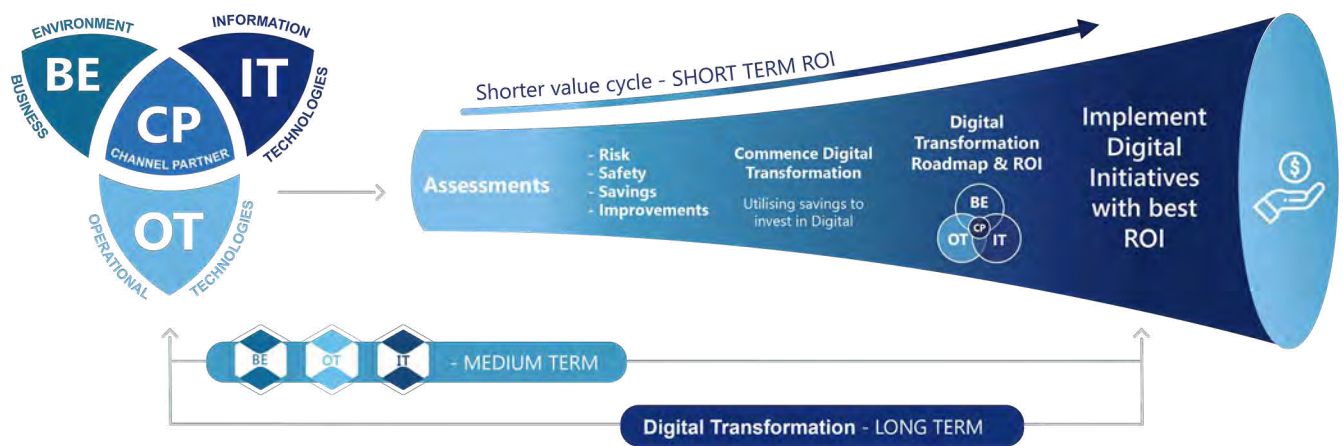 ENVIRONMENT
BUSINESS
BE
INFORMATION
TECHNOLOGIES
IT
CP
CHANNEL PARTNER
OT
OPERATIONAL
TECHNOLOGIES
Shorter value cycle - SHORT TERM ROI
Assessments
- Risk
- Safety
- Savings
- Improvements
Commence Digital
Transformation
Utilising savings to
invest in Digital
Digital
Transformation
Roadmap & ROI
BE
CP
OT
IT
Implement
Digital
Initiatives
with best
ROI
$
BE
OT
IT
- MEDIUM TERM
Digital Transformation - LONG TERM